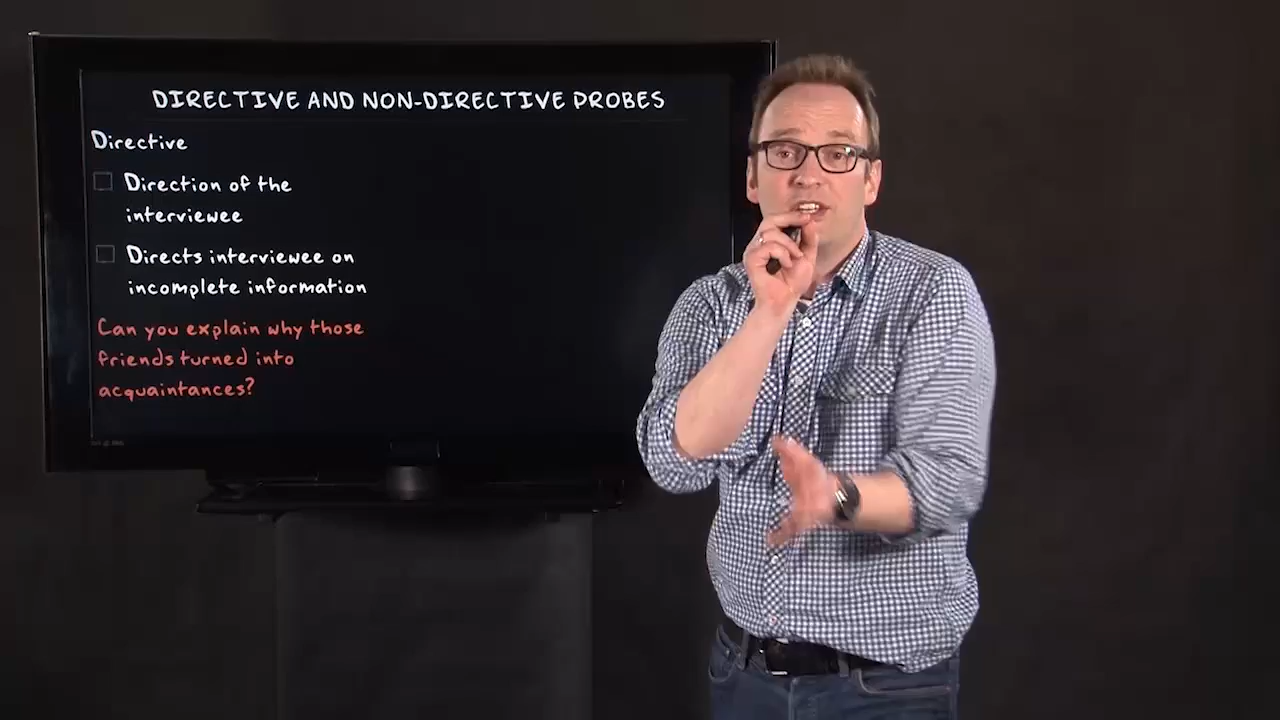 DIRECTIVE AND NON-DIRECTIVE PROBES
Directive
Direction of the
interviewee
Directs interviewee on
incomplete information
Can you explain why those
friends turned into
acquaintances?